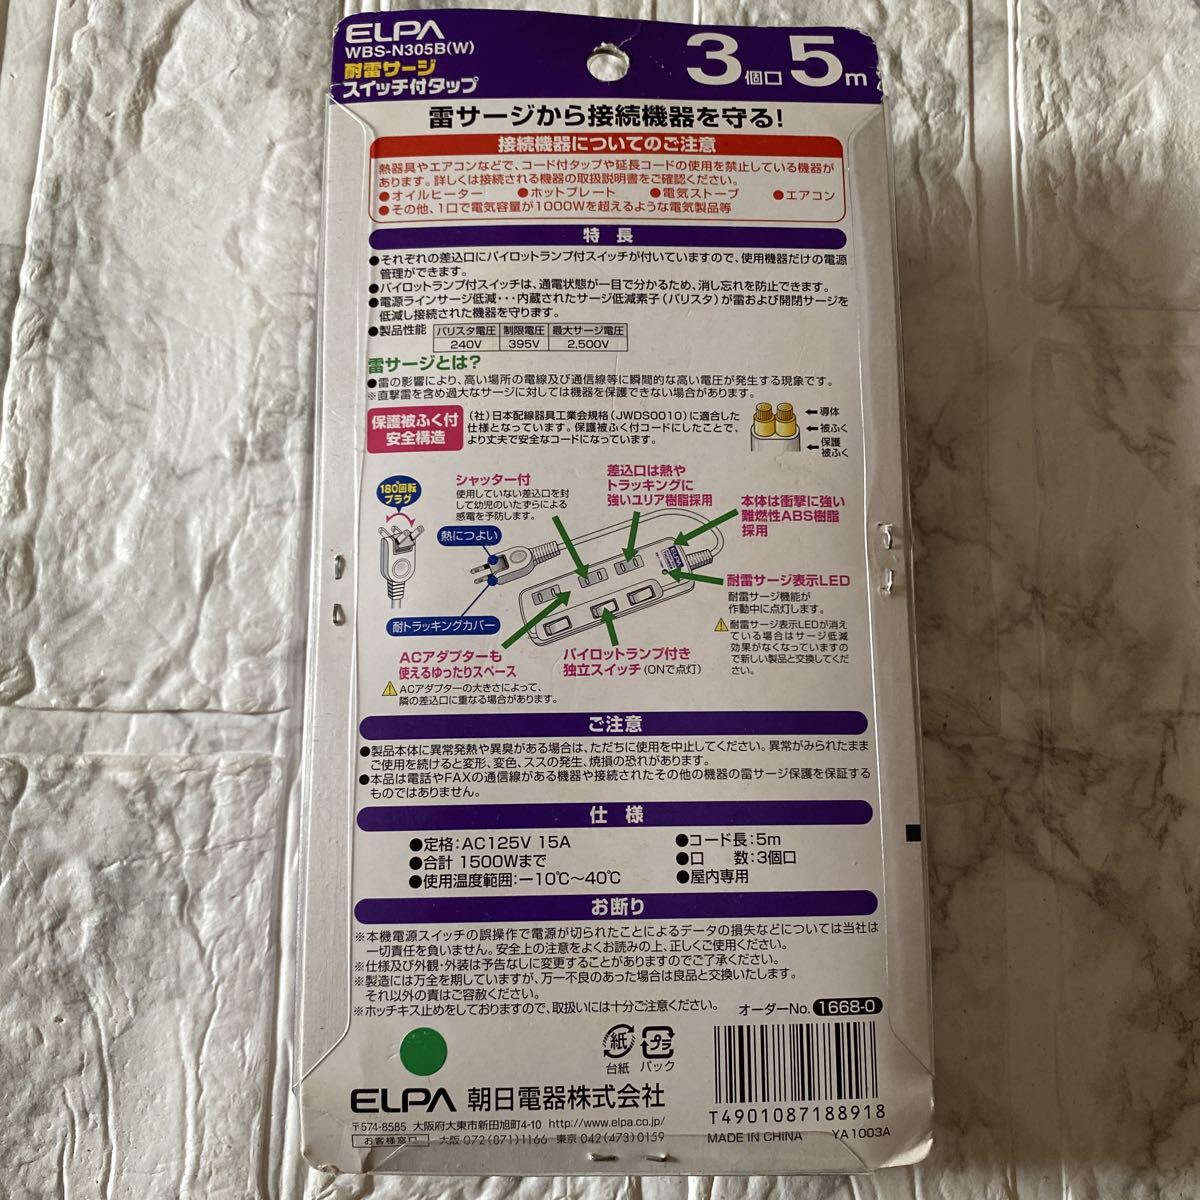 ELPA
WBS-N305B(W)
耐雷サージ
スイッチ付タップ
3個口 5m
雷サージから接続機器を守る!
接続機器についてのご注意
熱器具やエアコンなどで、コード付タップや延長コードの使用を禁止している機器が
あります。詳しくは接続される機器の取扱説明書をご確認ください。
●オイルヒーター ●ホットプレート ●電気ストーブ ●エアコン
●その他、1口で電気容量が1000Wを超えるような電気製品等
特長
●それぞれの差込口にパイロットランプ付スイッチが付いていますので、使用機器だけの電源
管理ができます。
●パイロットランプ付スイッチは、通電状態が一目で分かるため、消し忘れを防止できます。
●電源ラインサージ低減・・・内蔵されたサージ低減素子(バリスタ)が雷および開閉サージを
低減し接続された機器を守ります。
●製品性能 バリスタ電圧 制限電圧 最大サージ電圧
240V 395V 2,500V
雷サージとは?
●雷の影響により、高い場所の電線及び通信線等に瞬間的な高い電圧が発生する現象です。
※直撃雷を含め過大なサージに対しては機器を保護できない場合があります。
保護被ふく付
安全構造
(社)日本配線器具工業会規格(JWDS0010)に適合した
仕様となっています。保護被ふく付コードにしたことで、
より丈夫で安全なコードになっています。
導体
被ふく
保護
被ふく
180°回転
プラグ
シャッター付
使用していない差込口を封
じて幼児のいたずらによる
感電を予防します。
差込口は熱や
トラッキングに
強いユリア樹脂採用
本体は衝撃に強い
難燃性ABS樹脂
採用
熱につよい
ELPA
耐トラッキングカバー
耐雷サージ表示LED
耐雷サージ機能が
作動中に点灯します。
耐雷サージ表示LEDが消え
ている場合はサージ低減
効果がなくなっていますの
で新しい製品と交換してくだ
さい。
ACアダプターも
使えるゆったりスペース
ACアダプターの大きさによって、
隣の差込口に重なる場合があります。
パイロットランプ付き
独立スイッチ(ONで点灯)
ご注意
●製品本体に異常発熱や異臭がある場合は、ただちに使用を中止してください。異常がみられたまま
ご使用を続けると変形、変色、ススの発生、焼損の恐れがあります。
●本品は電話やFAXの通信線がある機器や接続されたその他の機器の雷サージ保護を保証する
ものではありません。
仕様
●定格:AC125V 15A
●合計 1500Wまで
●使用温度範囲:−10℃〜40℃
●コード長:5m
●口 数:3個口
●屋内専用
お断り
※本機電源スイッチの誤操作で電源が切られたことによるデータの損失などについては当社は
一切責任を負いません。安全上の注意をよくお読みの上、正しくご使用ください。
※仕様及び外観・外装は予告なしに変更することがありますのでご了承ください。
※製造には万全を期していますが、万一不良のあった場合は良品と交換いたします。
それ以外の責はご容赦ください。
※ホッチキス止めをしておりますので、取扱いには十分ご注意ください。
オーダーNo. 1668-0
紙
台紙
プラ
パック
ELPA 朝日電器株式会社
〒574-8585 大阪府大東市新田旭町4-10 http://www.elpa.co.jp/
お客様窓口 大阪 072(871)1166 東京 042(473)0159
T4901087188918
MADE IN CHINA YA1003A